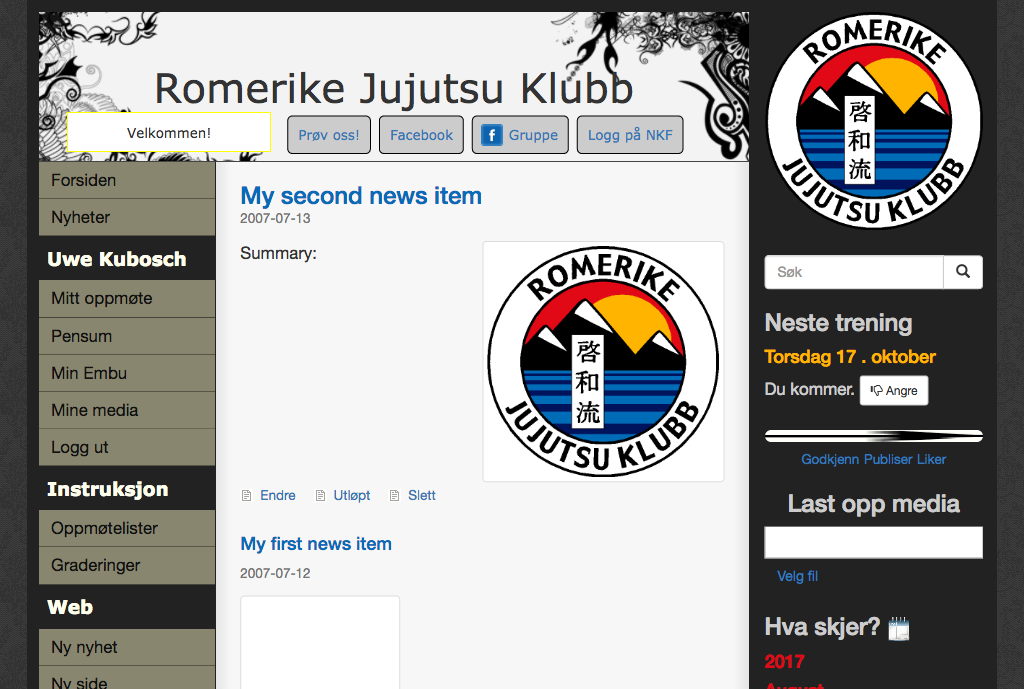 Romerike Jujutsu Klubb
Velkommen!
Prøv oss!
Facebook
Gruppe
Logg på NKF
Forsiden
Nyheter
Uwe Kubosch
Mitt oppmøte
Pensum
Min Embu
Mine media
Logg ut
Instruksjon
Oppmøtelister
Graderinger
Web
Ny nyhet
Ny side
My second news item
2007-07-13
Summary:
ROMERIKE
啓和流
JUJUTSU KLUBB
Endre
Utløpt
Slett
My first news item
2007-07-12
ROMERIKE
啓和流
JUJUTSU KLUBB
Søk
Neste trening
Torsdag 17 . oktober
Du kommer.
Angre
Godkjenn Publiser Liker
Last opp media
Velg fil
Hva skjer?
2017
August